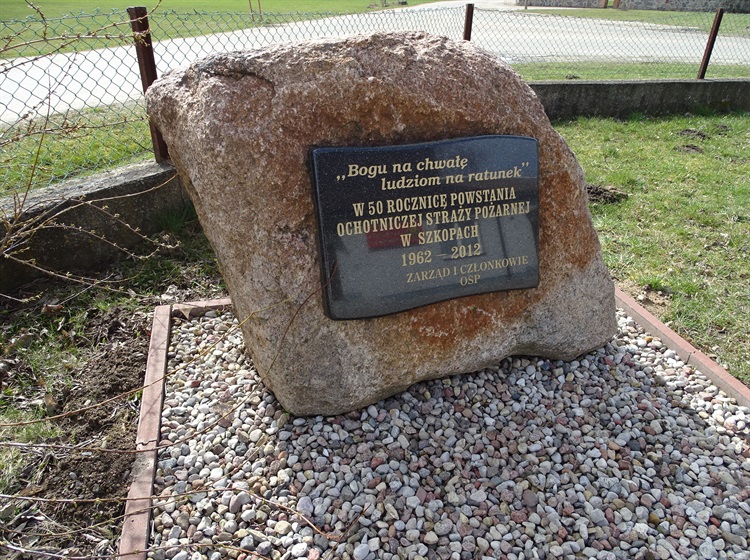 „Bogu na chwałę
ludziom na ratunek"
W 50 ROCZNICĘ POWSTANIA
OCHOTNICZEJ STRAŻY POŻARNEJ
W SZKOPACH
1962 – 2012
ZARZĄD I CZŁONKOWIE
OSP